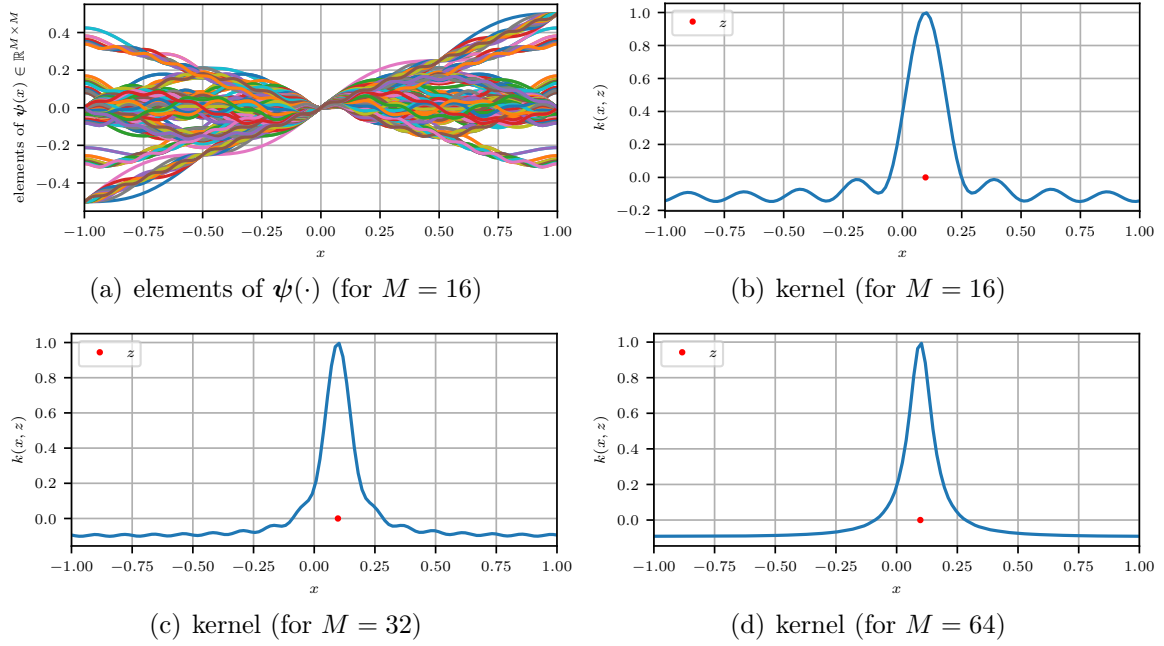 elements of ψ(x) ∈ ℝ^{M×M}
0.4
0.2
0.0
−0.2
−0.4
−1.00 −0.75 −0.50 −0.25 0.00 0.25 0.50 0.75 1.00
x
(a) elements of ψ(·) (for M = 16)
z
k(x, z)
1.0
0.8
0.6
0.4
0.2
0.0
−0.2
−1.00 −0.75 −0.50 −0.25 0.00 0.25 0.50 0.75 1.00
x
(b) kernel (for M = 16)
z
k(x, z)
1.0
0.8
0.6
0.4
0.2
0.0
−1.00 −0.75 −0.50 −0.25 0.00 0.25 0.50 0.75 1.00
x
(c) kernel (for M = 32)
z
k(x, z)
1.0
0.8
0.6
0.4
0.2
0.0
−1.00 −0.75 −0.50 −0.25 0.00 0.25 0.50 0.75 1.00
x
(d) kernel (for M = 64)